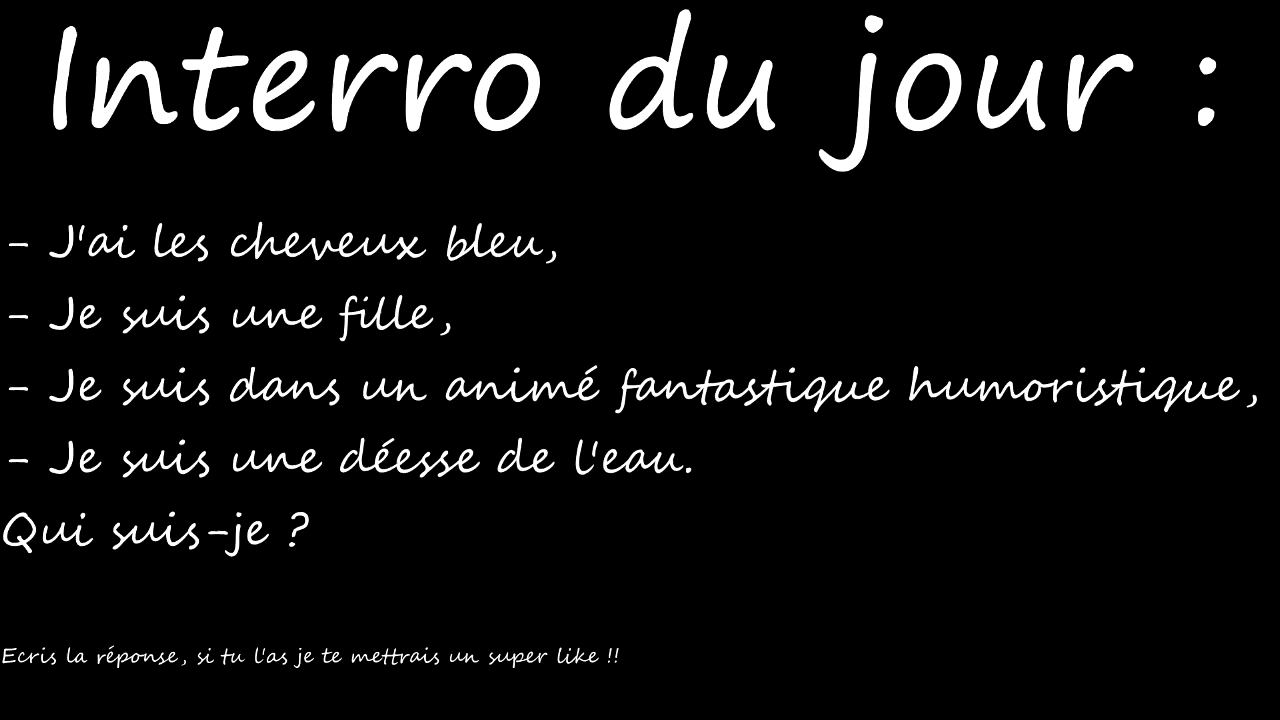 Interro du jour :
- J'ai les cheveux bleu,
- Je suis une fille,
- Je suis dans un animé fantastique humoristique,
- Je suis une déesse de l'eau.
Qui suis-je ?
Ecris la réponse, si tu l'as je te mettrais un super like !!